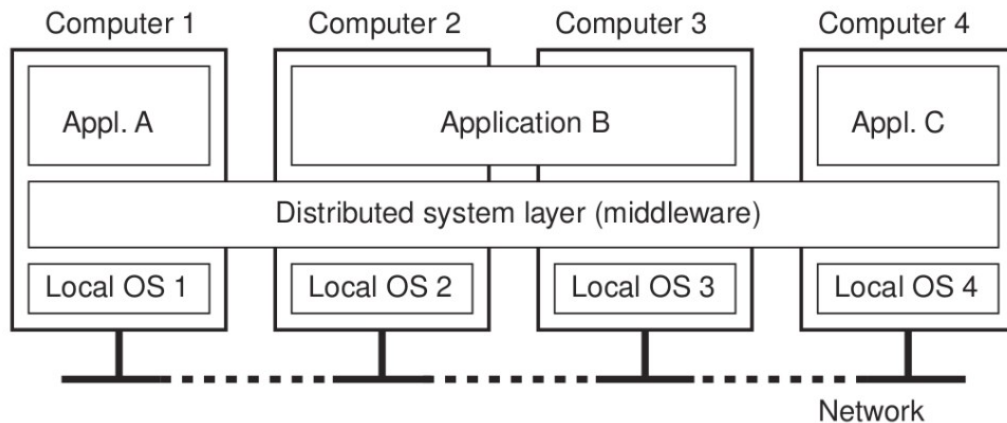 Computer 1
Computer 2
Computer 3
Computer 4
Appl. A
Application B
Appl. C
Distributed system layer (middleware)
Local OS 1
Local OS 2
Local OS 3
Local OS 4
Network